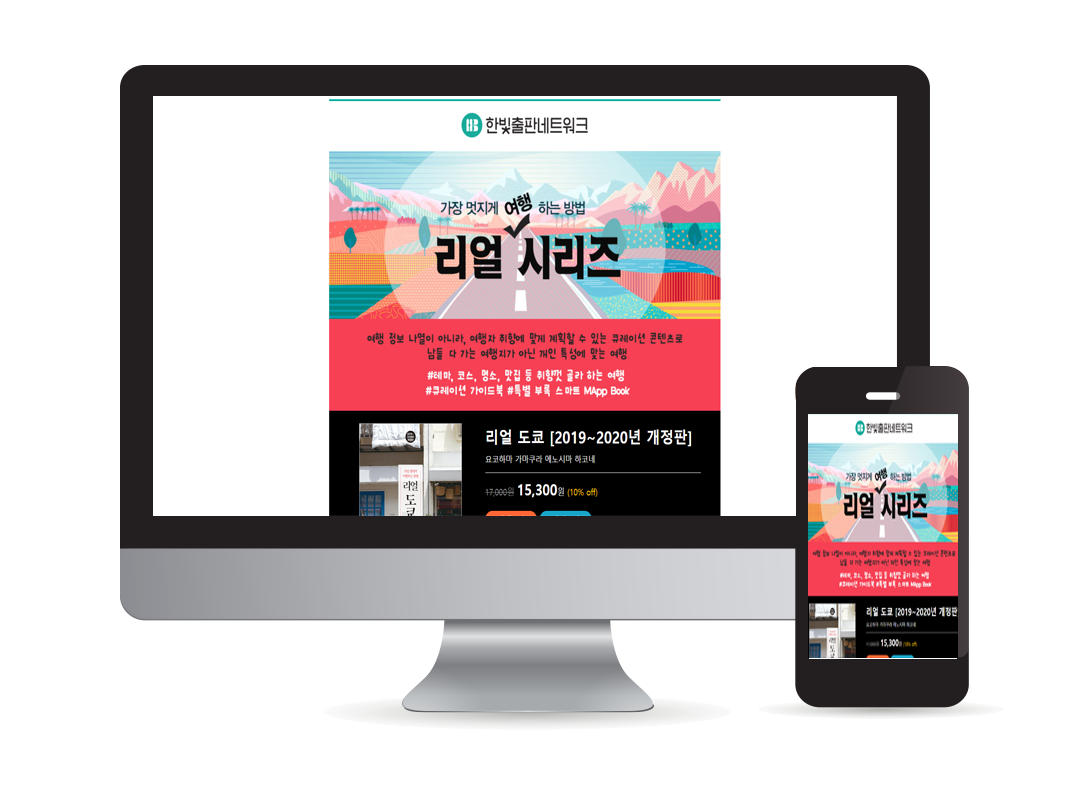 HB 한빛출판네트워크
가장 멋지게 여행 하는 방법
리얼 시리즈
여행 정보 나열이 아니라, 여행자 취향에 맞게 계획할 수 있는 큐레이션 콘텐츠로
남들 다 가는 여행지가 아닌 개인 특성에 맞는 여행
#테마, 코스, 명소, 맛집 등 취향껏 골라 하는 여행
#큐레이션 가이드북 #특별 부록 스마트 MApp Book
리얼
도쿄
리얼 도쿄 [2019~2020년 개정판]
요코하마 가마쿠라 에노시마 하코네
17,000원 15,300원 (10% off)
HB 한빛출판네트워크
가장 멋지게 여행 하는 방법
리얼 시리즈
여행 정보 나열이 아니라, 여행자 취향에 맞게 계획할 수 있는 큐레이션 콘텐츠로
남들 다 가는 여행지가 아닌 개인 특성에 맞는 여행
#테마, 코스, 명소, 맛집 등 취향껏 골라 하는 여행
#큐레이션 가이드북 #특별 부록 스마트 MApp Book
리얼
도쿄
리얼 도쿄 [2019~2020년 개정판
요코하마 가마쿠라 에노시마 하코네
17,000원 15,300원 (10% off)